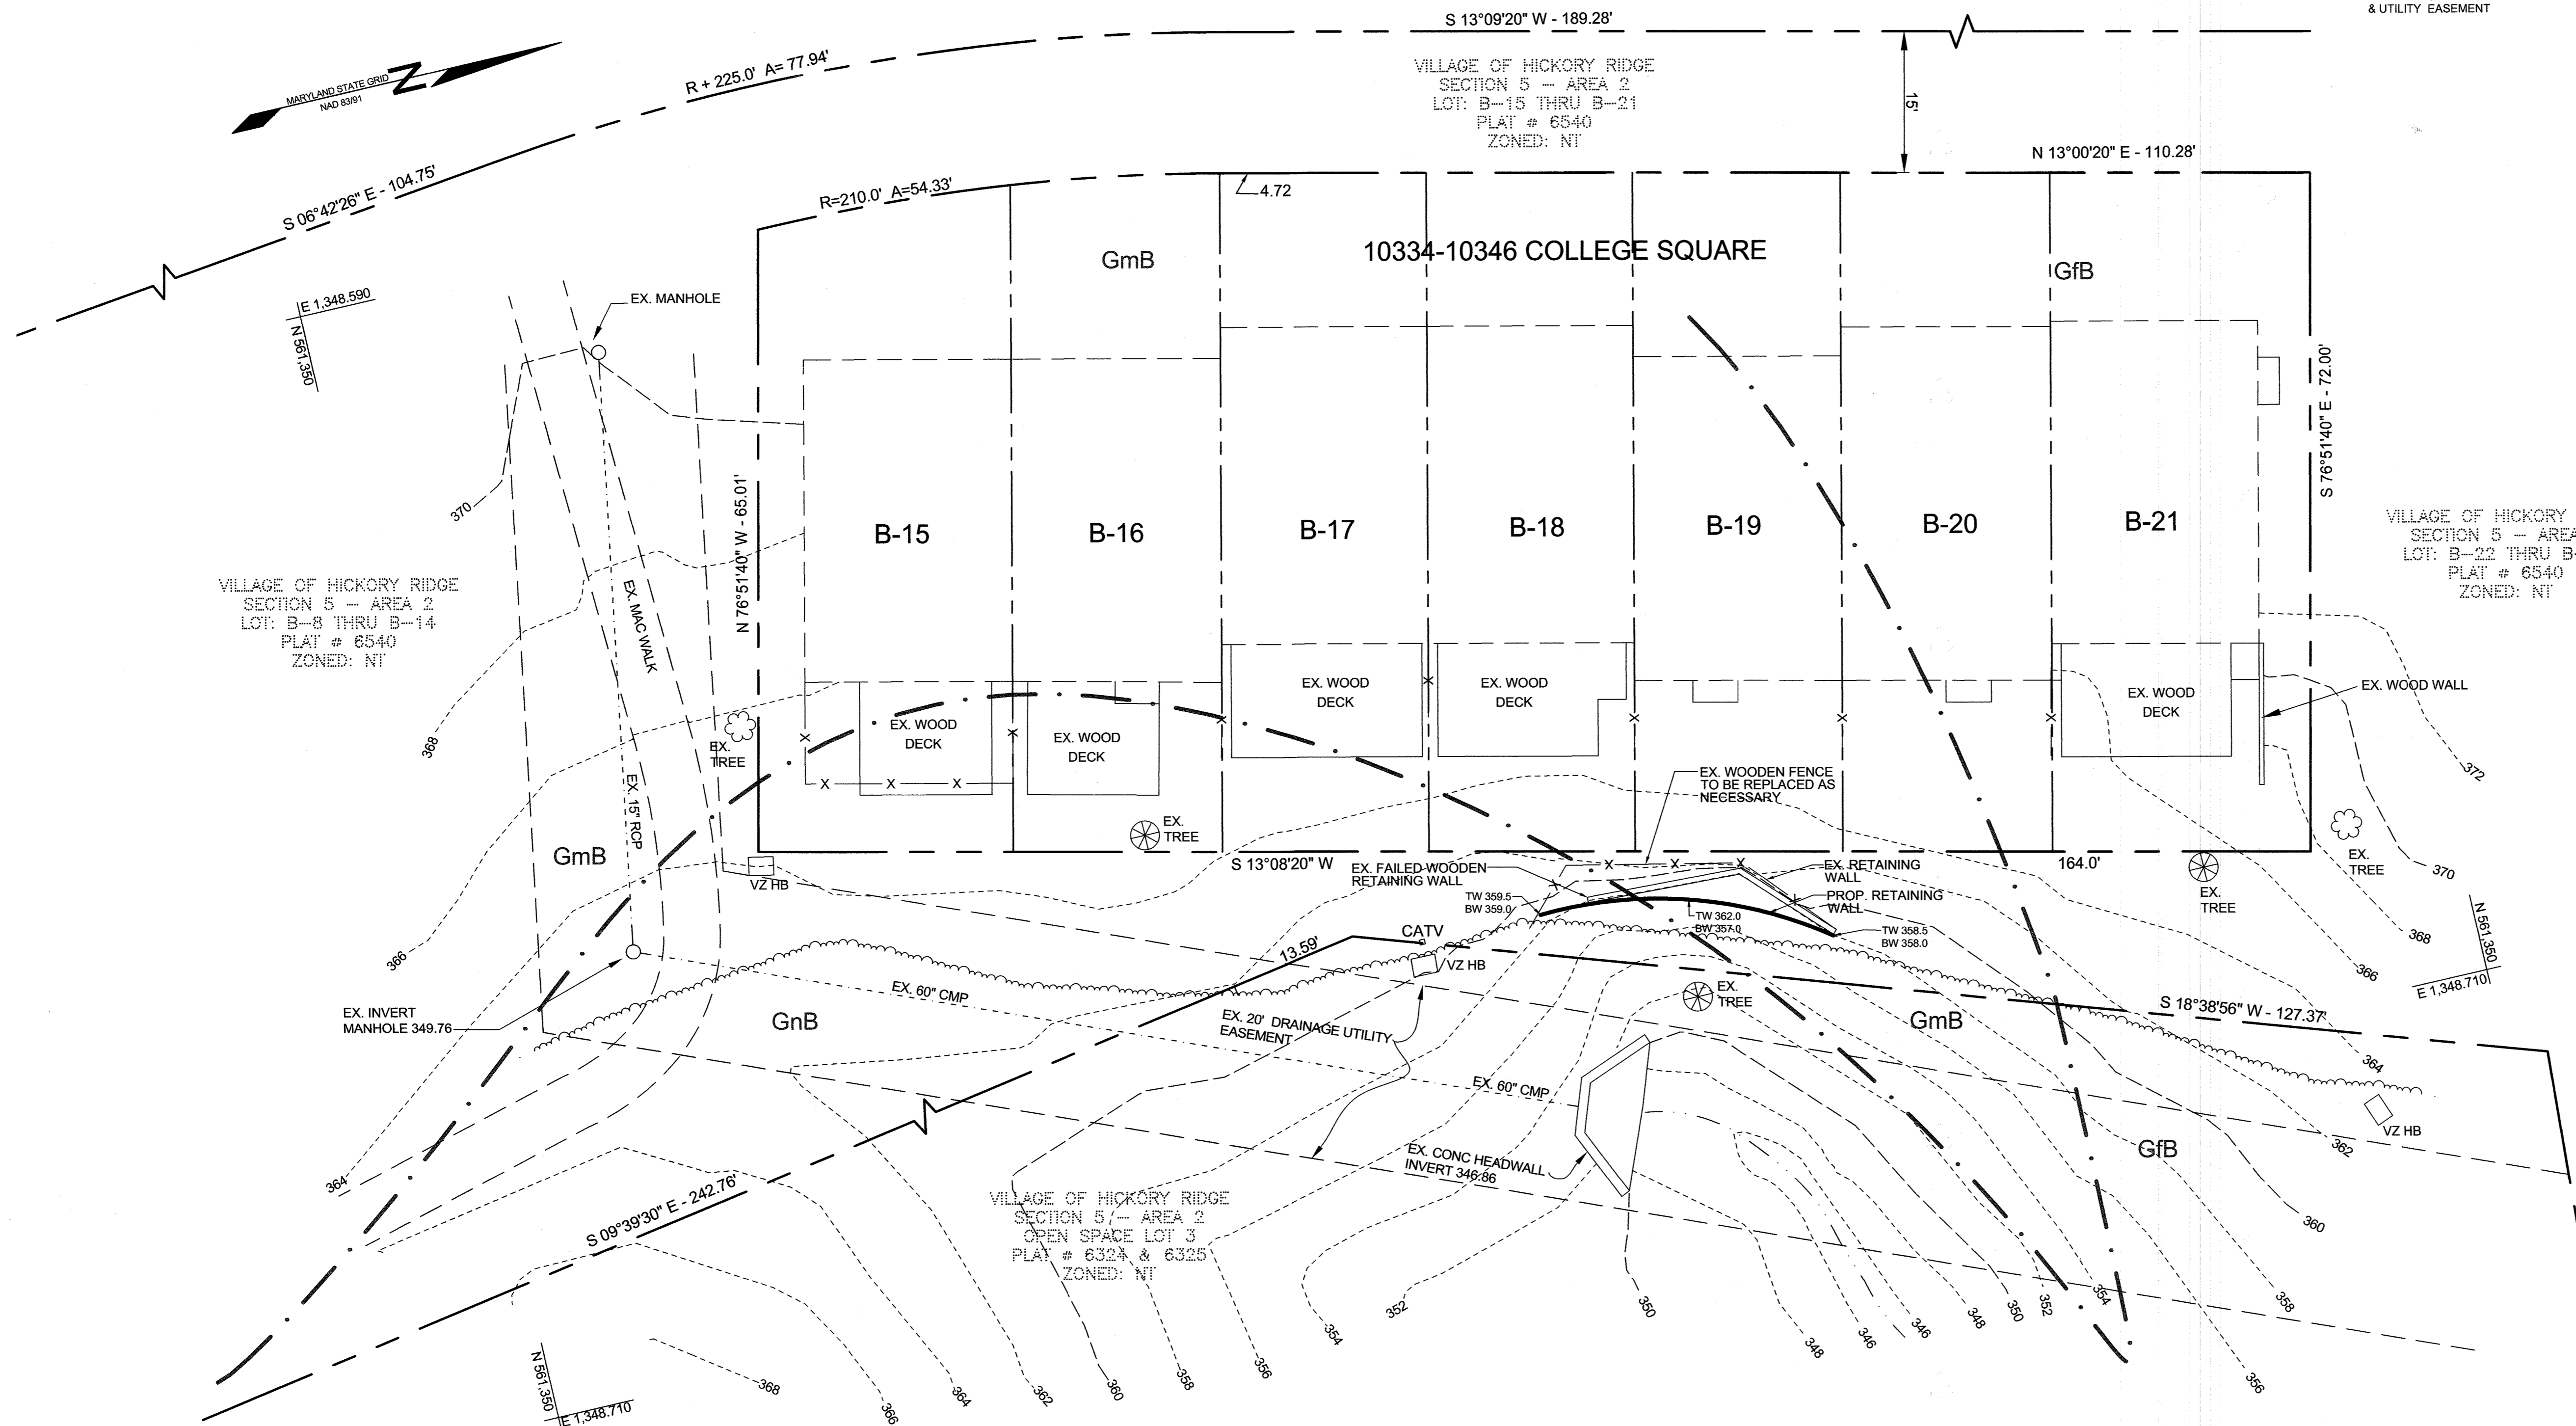 & UTILITY EASEMENT
S 13°09'20" W - 189.28'
MARYLAND STATE GRID
N
NAD 83/91
R + 225.0' A= 77.94'
VILLAGE OF HICKORY RIDGE
SECTION 5 - AREA 2
LOT: B-15 THRU B-21
PLAT # 6540
ZONED: NT
15'
N 13°00'20" E - 110.28'
S 06°42'26" E - 104.75'
R=210.0' A=54.33'
4.72
10334-10346 COLLEGE SQUARE
GmB
GfB
E 1,348.590
N 561,350
EX. MANHOLE
S 76°51'40" E - 72.00'
370
N 76°51'40" W - 65.01'
B-15
B-16
B-17
B-18
B-19
B-20
B-21
VILLAGE OF HICKORY
SECTION 5 - AREA
LOT: B-22 THRU B-
PLAT # 6540
ZONED: NT
VILLAGE OF HICKORY RIDGE
SECTION 5 - AREA 2
LOT: B-8 THRU B-14
PLAT # 6540
ZONED: NT
EX. MAC WALK
368
EX.
TREE
EX. WOOD
DECK
EX. WOOD
DECK
EX. WOOD
DECK
EX. WOOD
DECK
EX. WOOD
DECK
EX. WOOD WALL
372
EX. 15" RCP
EX. WOODEN FENCE
TO BE REPLACED AS
NECESSARY
EX.
TREE
GmB
VZ HB
S 13°08'20" W
164.0'
EX. FAILED WOODEN
RETAINING WALL
EX. RETAINING
WALL
PROP. RETAINING
WALL
TW 359.5
BW 359.0
TW 362.0
BW 357.0
TW 358.5
BW 358.0
EX.
TREE
EX.
TREE
370
368
366
N 561,350
E 1,348.710
366
CATV
13.59'
VZ HB
EX. 60" CMP
EX.
TREE
EX. INVERT
MANHOLE 349.76
GnB
EX. 20' DRAINAGE UTILITY
EASEMENT
S 18°38'56" W - 127.37'
GmB
364
EX. 60" CMP
VZ HB
362
GfB
EX. CONC HEADWALL
INVERT 346.86
364
S 09°39'30" E - 242.76'
VILLAGE OF HICKORY RIDGE
SECTION 5 - AREA 2
OPEN SPACE LOT 3
PLAT # 6324 & 6325
ZONED: NT
360
N 561,350
E 1,348.710
368
366
364
362
360
358
356
354
352
350
348
346
346
348
350
352
354
358
356